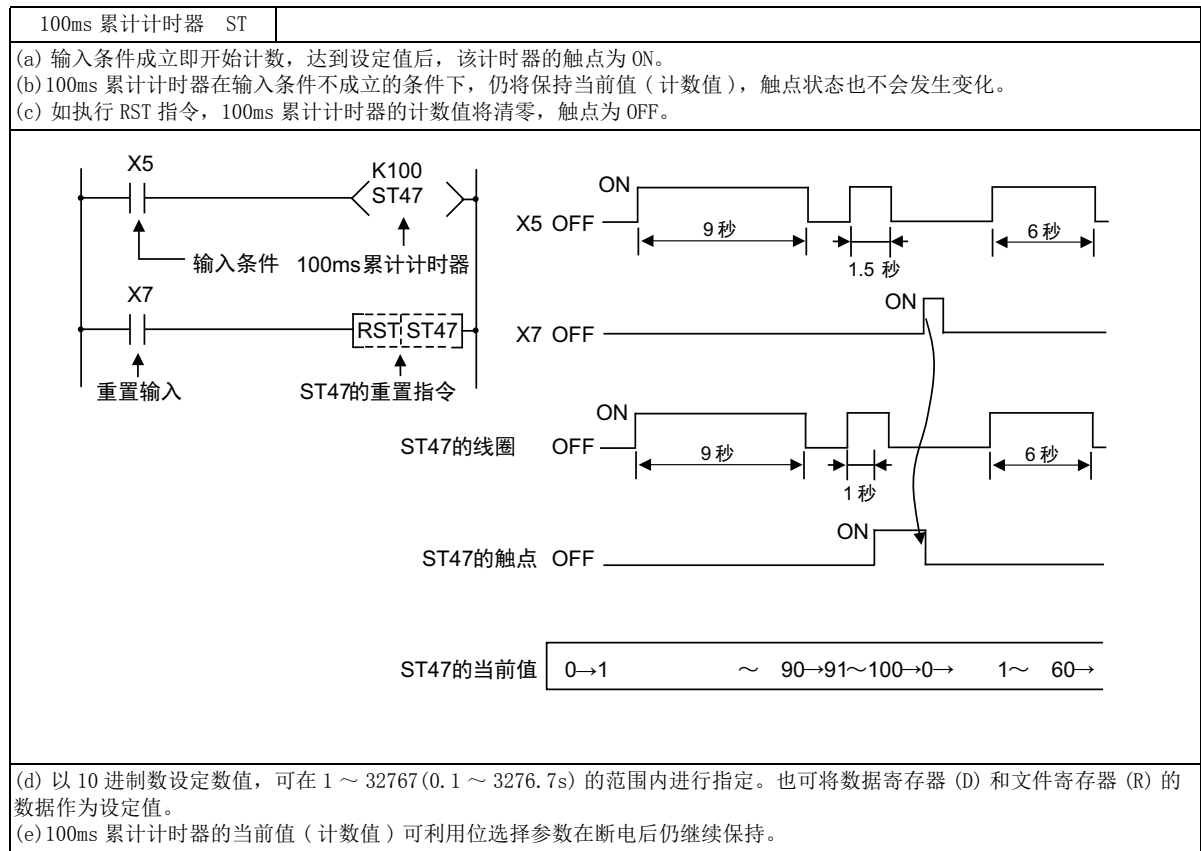 100ms 累计计时器　ST
(a) 输入条件成立即开始计数，达到设定值后，该计时器的触点为 ON。
(b)100ms 累计计时器在输入条件不成立的条件下，仍将保持当前值 ( 计数值 )，触点状态也不会发生变化。
(c) 如执行 RST 指令，100ms 累计计时器的计数值将清零，触点为 OFF。
X5
K100
ST47
输入条件
100ms累计计时器
X7
RST ST47
重置输入
ST47的重置指令
ON
X5 OFF
9 秒
1.5 秒
6 秒
ON
X7 OFF
ON
ST47的线圈 OFF
9 秒
1 秒
6 秒
ON
ST47的触点 OFF
ST47的当前值 0→1 ～ 90→91～100→0→ 1～ 60→
(d) 以 10 进制数设定数值，可在 1 ～ 32767(0.1 ～ 3276.7s) 的范围内进行指定。也可将数据寄存器 (D) 和文件寄存器 (R) 的
数据作为设定值。
(e)100ms 累计计时器的当前值 ( 计数值 ) 可利用位选择参数在断电后仍继续保持。